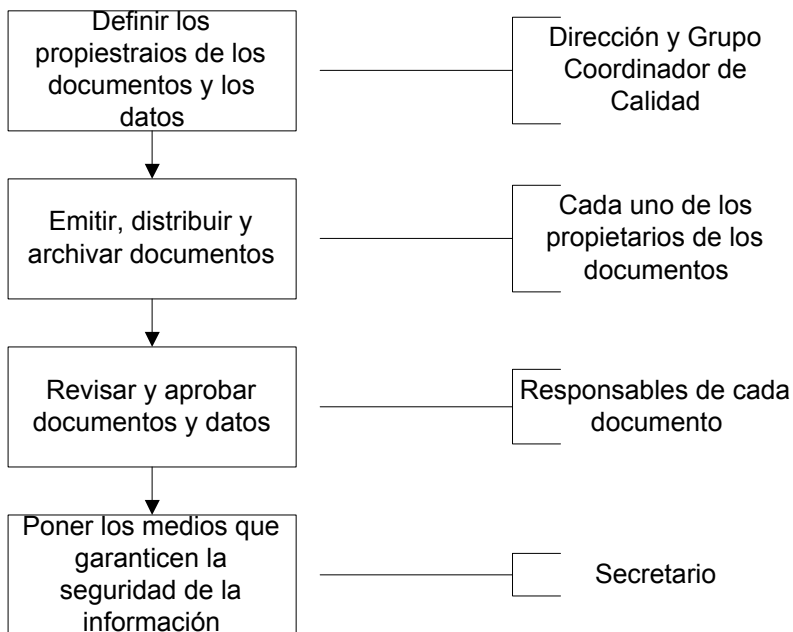 Definir los
propiestraios de los
documentos y los
datos
Dirección y Grupo
Coordinador de
Calidad
Emitir, distribuir y
archivar documentos
Cada uno de los
propietarios de los
documentos
Revisar y aprobar
documentos y datos
Responsables de cada
documento
Poner los medios que
garanticen la
seguridad de la
información
Secretario